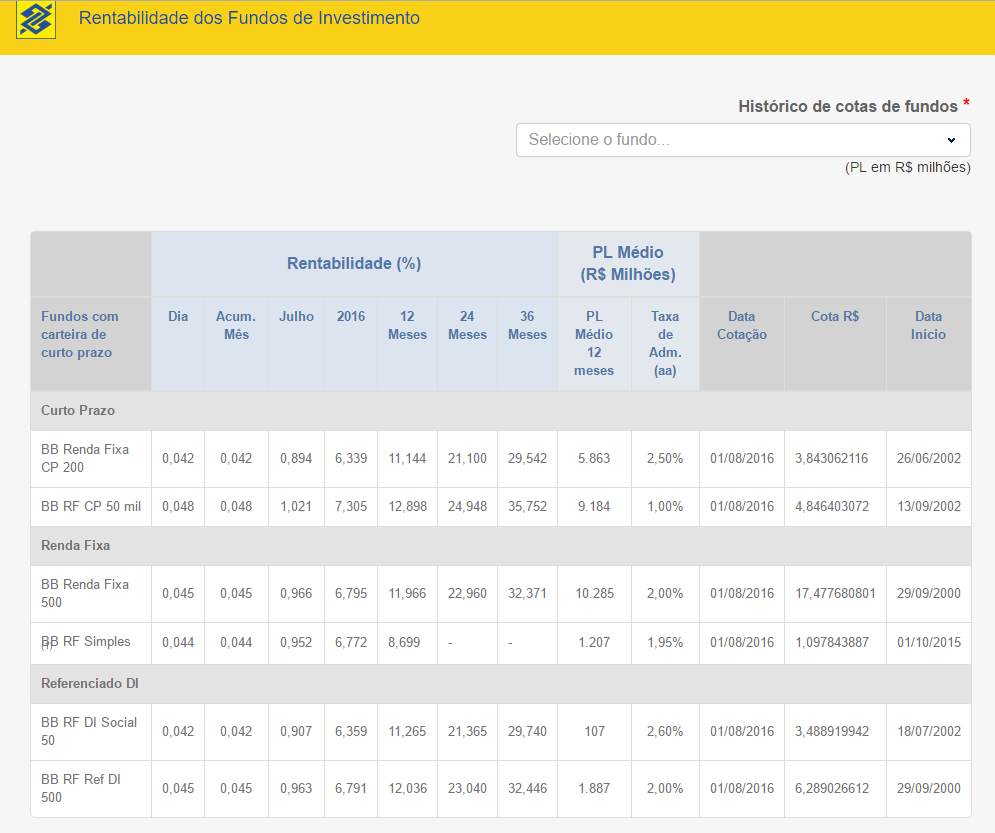 Rentabilidade dos Fundos de Investimento
Histórico de cotas de fundos *
Selecione o fundo...
(PL em R$ milhões)
Rentabilidade (%)
PL Médio
(R$ Milhões)
Fundos com
carteira de
curto prazo
Dia
Acum.
Mês
Julho
2016
12
Meses
24
Meses
36
Meses
PL
Médio
12
meses
Taxa
de
Adm.
(aa)
Data
Cotação
Cota R$
Data
Início
Curto Prazo
BB Renda Fixa
CP 200
0,042 0,042 0,894 6,339 11,144 21,100 29,542 5.863 2,50% 01/08/2016 3,843062116 26/06/2002
BB RF CP 50 mil 0,048 0,048 1,021 7,305 12,898 24,948 35,752 9.184 1,00% 01/08/2016 4,846403072 13/09/2002
Renda Fixa
BB Renda Fixa
500
0,045 0,045 0,966 6,795 11,966 22,960 32,371 10.285 2,00% 01/08/2016 17,477680801 29/09/2000
BB RF Simples
(1)
0,044 0,044 0,952 6,772 8,699 - - 1.207 1,95% 01/08/2016 1,097843887 01/10/2015
Referenciado DI
BB RF DI Social
50
0,042 0,042 0,907 6,359 11,265 21,365 29,740 107 2,60% 01/08/2016 3,488919942 18/07/2002
BB RF Ref DI
500
0,045 0,045 0,963 6,791 12,036 23,040 32,446 1.887 2,00% 01/08/2016 6,289026612 29/09/2000